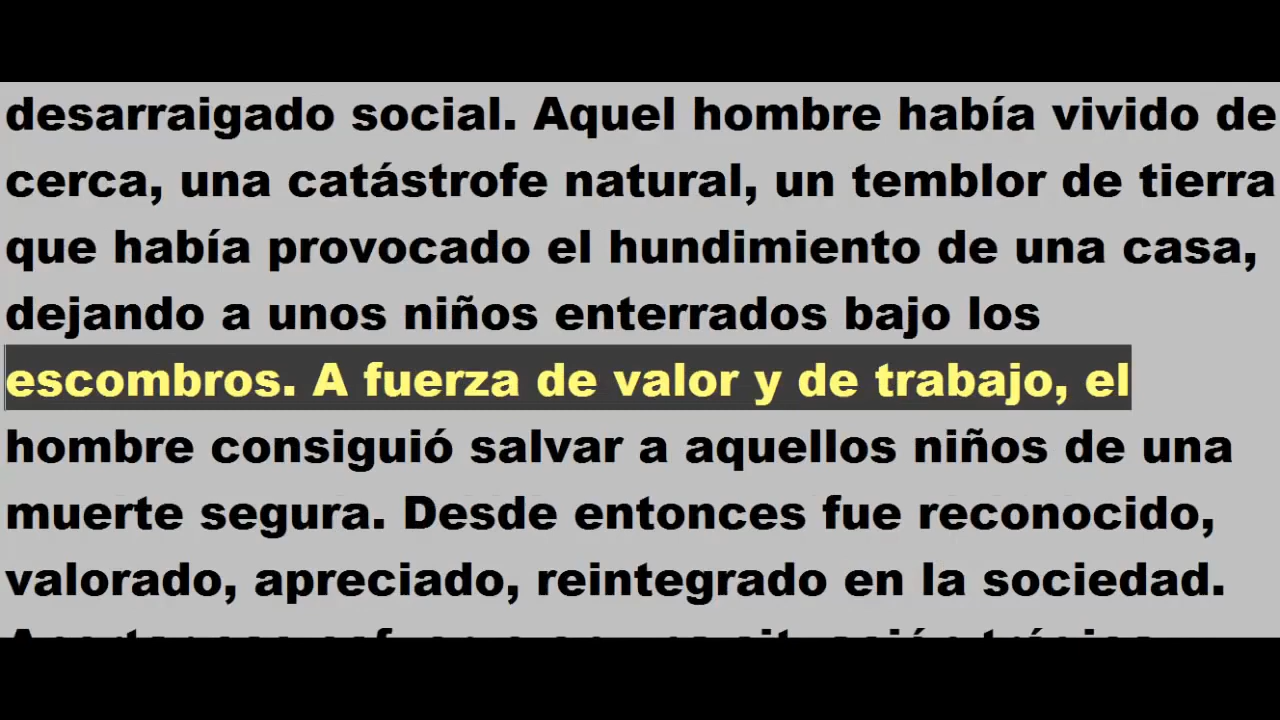 desarraigado social. Aquel hombre había vivido de
cerca, una catástrofe natural, un temblor de tierra
que había provocado el hundimiento de una casa,
dejando a unos niños enterrados bajo los
escombros. A fuerza de valor y de trabajo, el
hombre consiguió salvar a aquellos niños de una
muerte segura. Desde entonces fue reconocido,
valorado, apreciado, reintegrado en la sociedad.